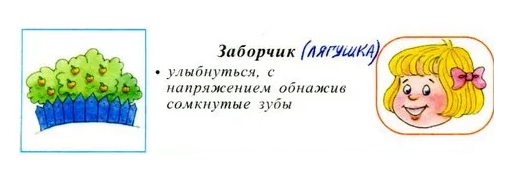 Заборчик (ЛЯГУШКА)
• улыбнуться, с
напряжением обнажив
сомкнутые зубы